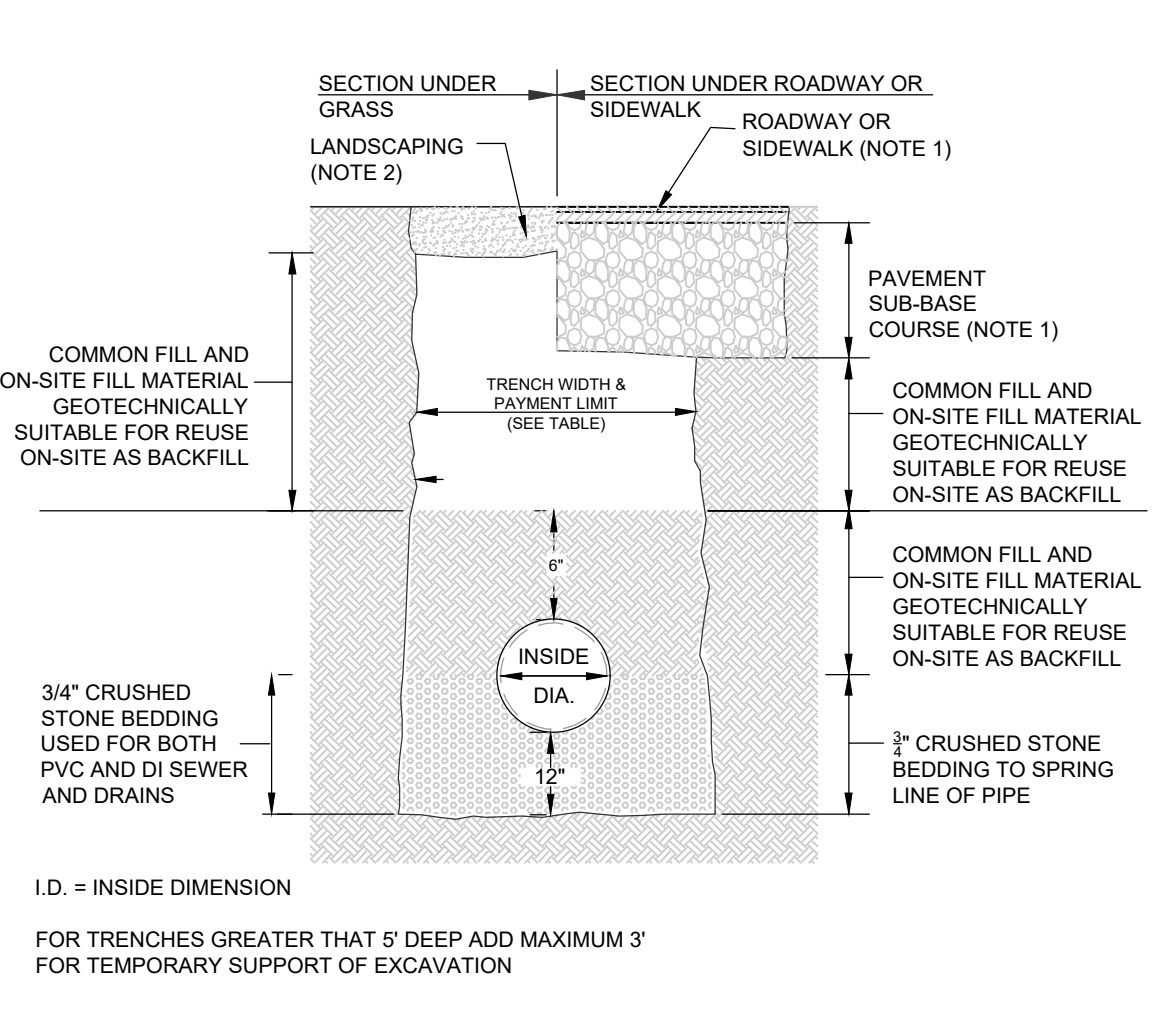 SECTION UNDER
GRASS
SECTION UNDER ROADWAY OR
SIDEWALK
LANDSCAPING
(NOTE 2)
ROADWAY OR
SIDEWALK (NOTE 1)
PAVEMENT
SUB-BASE
COURSE (NOTE 1)
COMMON FILL AND
ON-SITE FILL MATERIAL
GEOTECHNICALLY
SUITABLE FOR REUSE
ON-SITE AS BACKFILL
TRENCH WIDTH &
PAYMENT LIMIT
(SEE TABLE)
COMMON FILL AND
ON-SITE FILL MATERIAL
GEOTECHNICALLY
SUITABLE FOR REUSE
ON-SITE AS BACKFILL
6"
COMMON FILL AND
ON-SITE FILL MATERIAL
GEOTECHNICALLY
SUITABLE FOR REUSE
ON-SITE AS BACKFILL
INSIDE
DIA.
3/4" CRUSHED
STONE BEDDING
USED FOR BOTH
PVC AND DI SEWER
AND DRAINS
12"
3/4" CRUSHED STONE
BEDDING TO SPRING
LINE OF PIPE
I.D. = INSIDE DIMENSION
FOR TRENCHES GREATER THAT 5' DEEP ADD MAXIMUM 3'
FOR TEMPORARY SUPPORT OF EXCAVATION